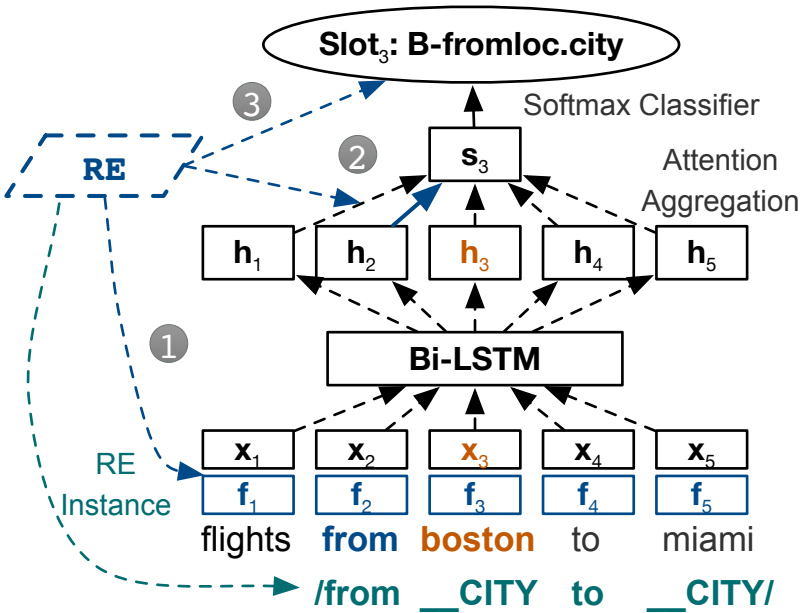 Slot₃: B-fromloc.city
3
Softmax Classifier
RE
2
s₃
Attention
Aggregation
h₁ h₂ h₃ h₄ h₅
1
Bi-LSTM
x₁ x₂ x₃ x₄ x₅
RE
Instance
f₁ f₂ f₃ f₄ f₅
flights from boston to miami
/from __CITY to __CITY/